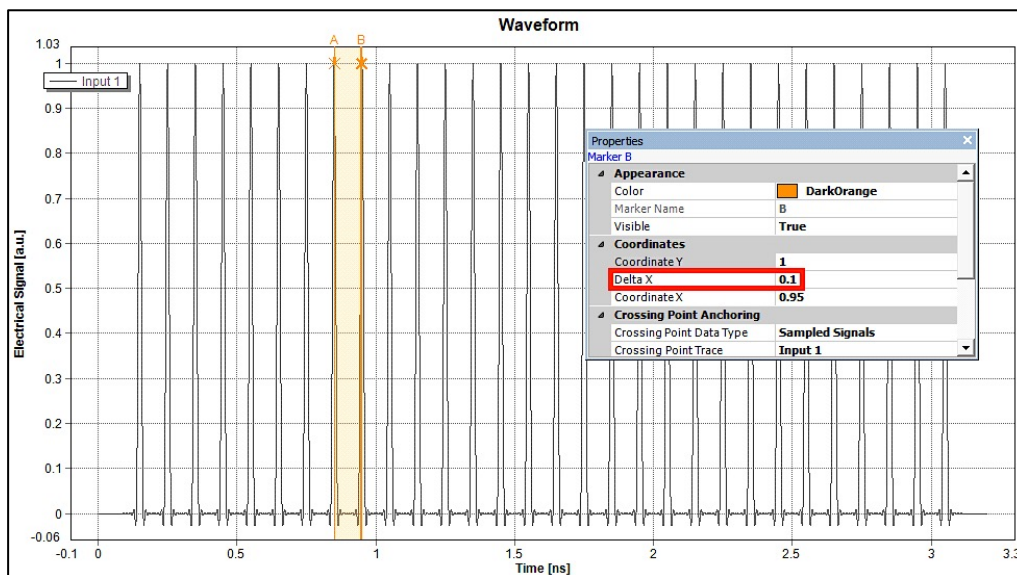 Waveform
1.03
A
B
1
Input 1
0.9
0.8
0.7
0.6
0.5
0.4
0.3
0.2
0.1
0
-0.06
Electrical Signal [a.u.]
Properties
Marker B
Appearance
Color DarkOrange
Marker Name B
Visible True
Coordinates
Coordinate Y 1
Delta X 0.1
Coordinate X 0.95
Crossing Point Anchoring
Crossing Point Data Type Sampled Signals
Crossing Point Trace Input 1
-0.1 0 0.5 1 1.5 2 2.5 3 3.3
Time [ns]